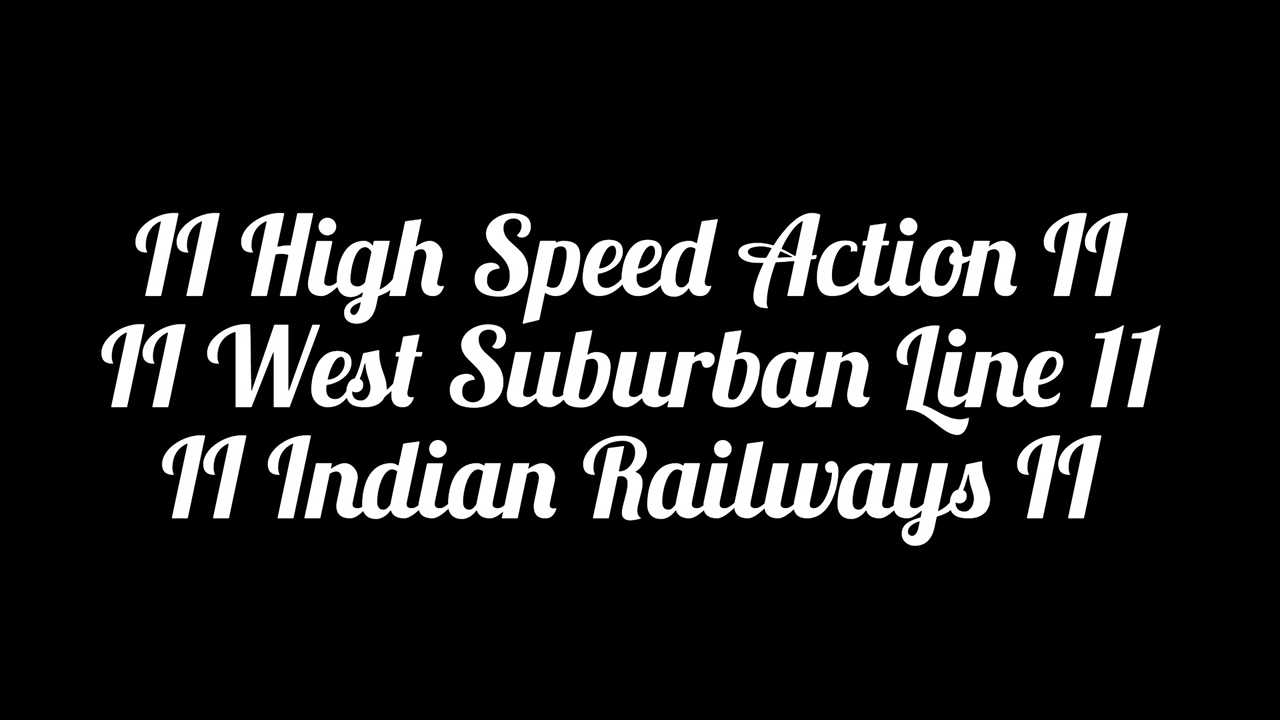 II High Speed Action II
II West Suburban Line 11
II Indian Railways II